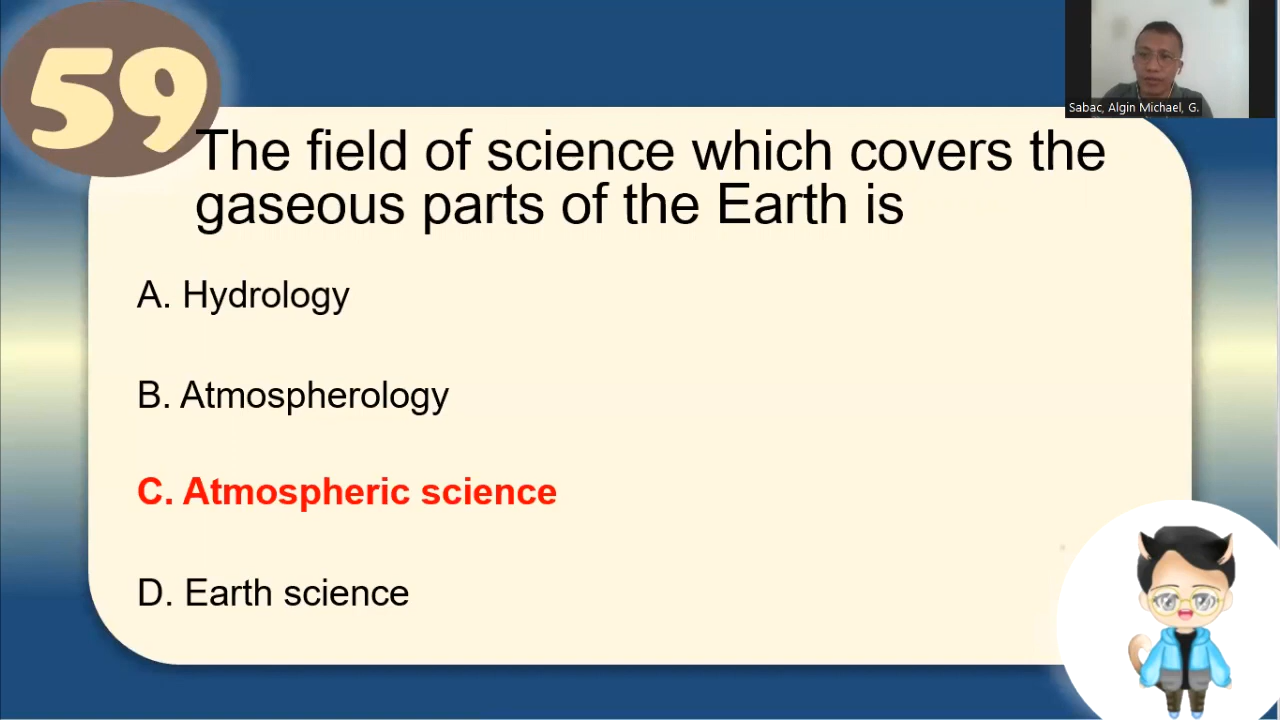 59
Sabac, Algin Michael, G.
The field of science which covers the
gaseous parts of the Earth is
A. Hydrology
B. Atmospherology
C. Atmospheric science
D. Earth science